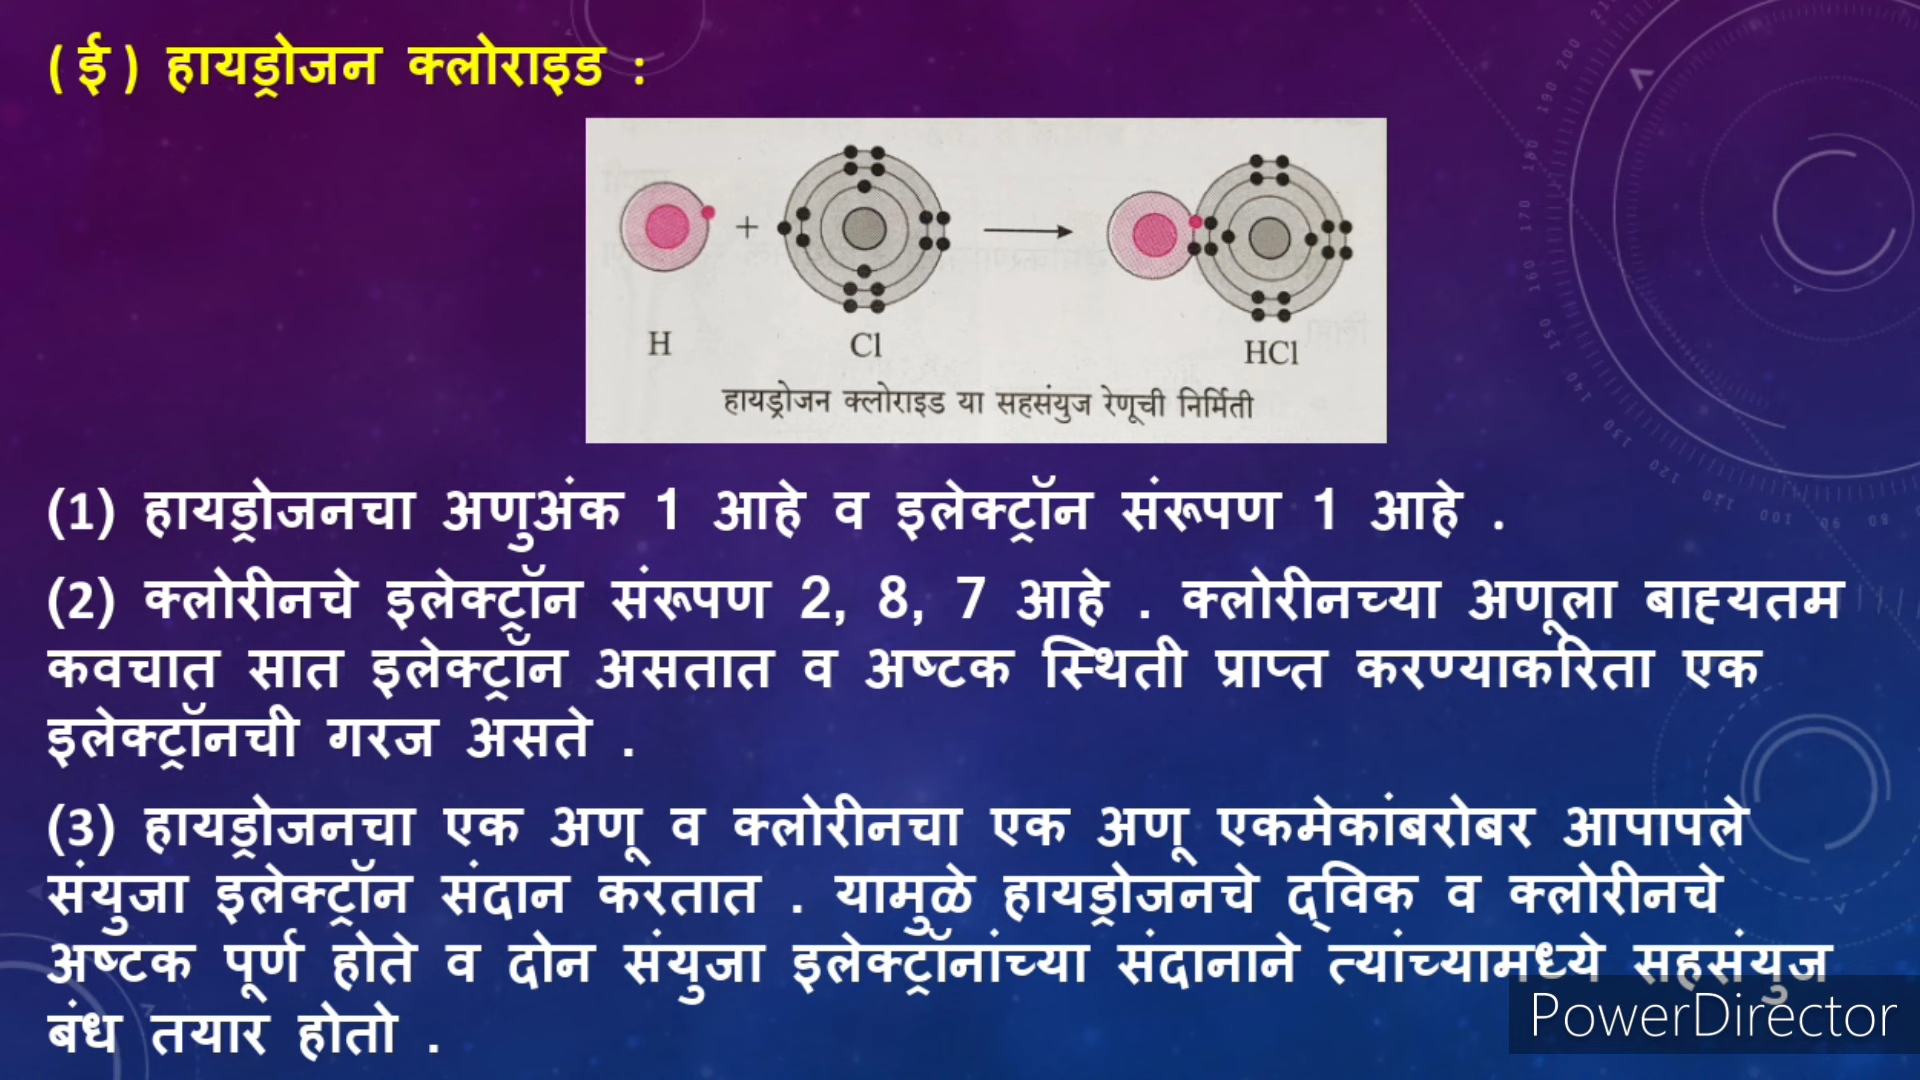 ( ई ) हायड्रोजन क्लोराइड :
H + Cl → HCl
हायड्रोजन क्लोराइड या सहसंयुज रेणूची निर्मिती
(1) हायड्रोजनचा अणुअंक 1 आहे व इलेक्ट्रॉन संरूपण 1 आहे .
(2) क्लोरीनचे इलेक्ट्रॉन संरूपण 2, 8, 7 आहे . क्लोरीनच्या अणूला बाह्यतम
कवचात सात इलेक्ट्रॉन असतात व अष्टक स्थिती प्राप्त करण्याकरिता एक
इलेक्ट्रॉनची गरज असते .
(3) हायड्रोजनचा एक अणू व क्लोरीनचा एक अणू एकमेकांबरोबर आपापले
संयुजा इलेक्ट्रॉन संदान करतात . यामुळे हायड्रोजनचे द्विक व क्लोरीनचे
अष्टक पूर्ण होते व दोन संयुजा इलेक्ट्रॉनांच्या संदानाने त्यांच्यामध्ये सहसंयुज
बंध तयार होतो .
PowerDirector